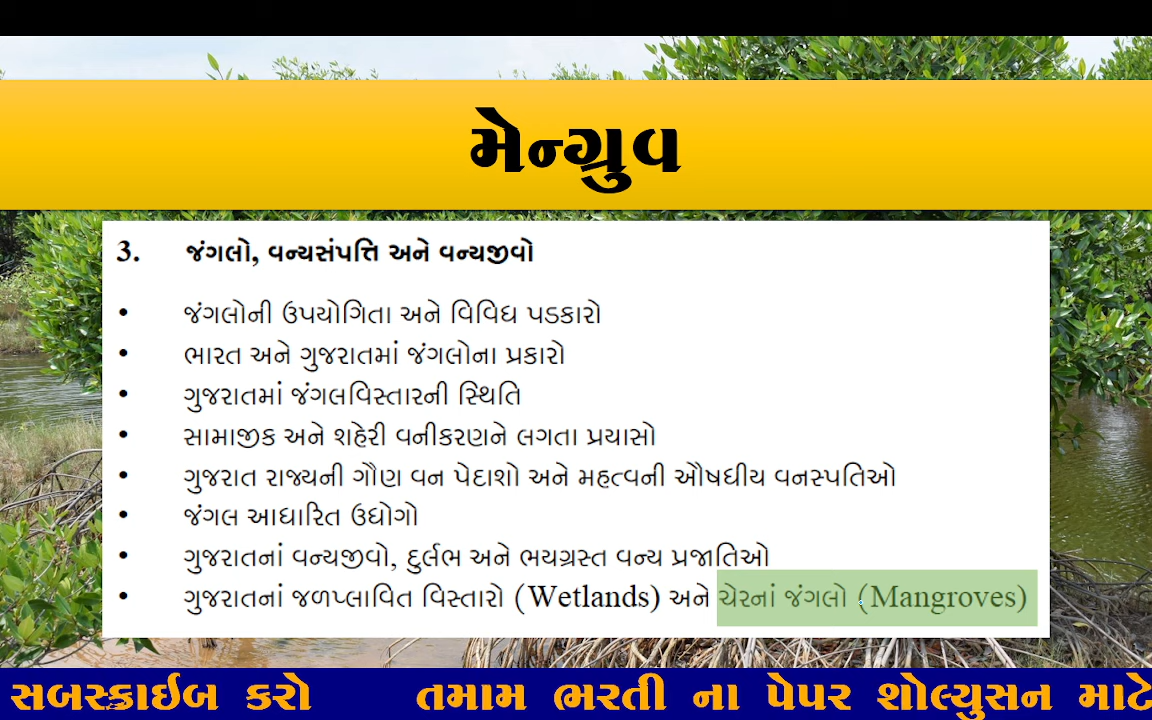 મેન્ગ્રુવ
3. જંગલો, વન્યસંપત્તિ અને વન્યજીવો
• જંગલોની ઉપયોગિતા અને વિવિધ પડકારો
• ભારત અને ગુજરાતમાં જંગલોના પ્રકારો
• ગુજરાતમાં જંગલવિસ્તારની સ્થિતિ
• સામાજીક અને શહેરી વનીકરણને લગતા પ્રયાસો
• ગુજરાત રાજ્યની ગૌણ વન પેદાશો અને મહત્વની ઔષધીય વનસ્પતિઓ
• જંગલ આધારિત ઉદ્યોગો
• ગુજરાતનાં વન્યજીવો, દુર્લભ અને ભયગ્રસ્ત વન્ય પ્રજાતિઓ
• ગુજરાતનાં જળપ્લાવિત વિસ્તારો (Wetlands) અને ચેરનાં જંગલો (Mangroves)
સબસ્ક્રાઈબ કરો તમામ ભરતી ના પેપર શોલ્યુસન માટે